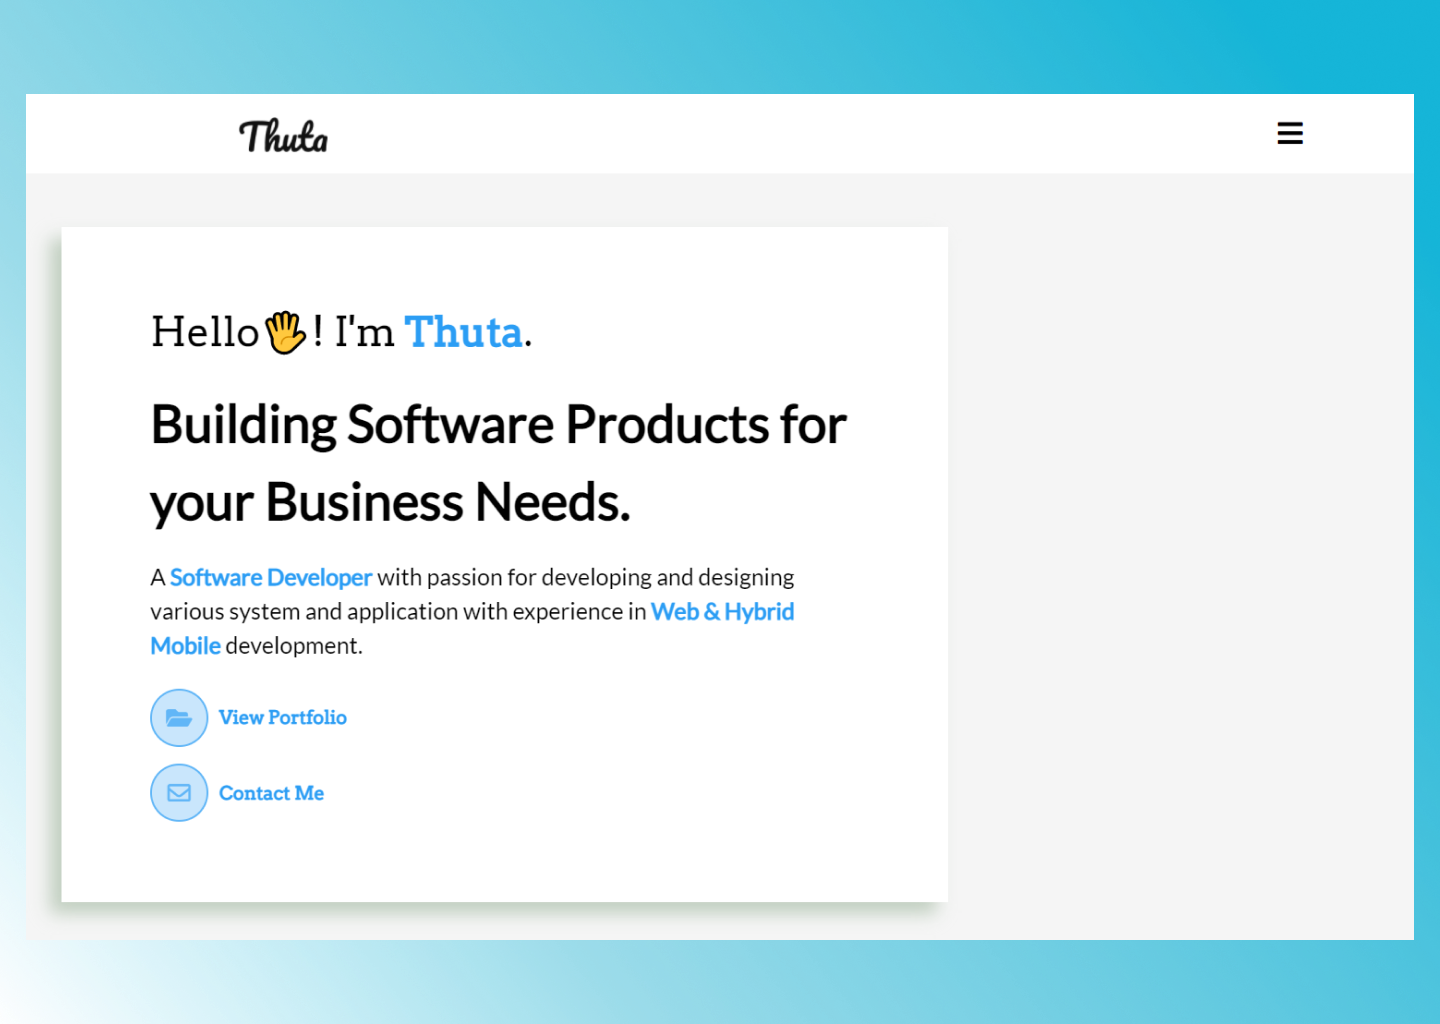 Thuta
Hello🖐! I'm Thuta.
Building Software Products for
your Business Needs.
A Software Developer with passion for developing and designing
various system and application with experience in Web & Hybrid
Mobile development.
View Portfolio
Contact Me